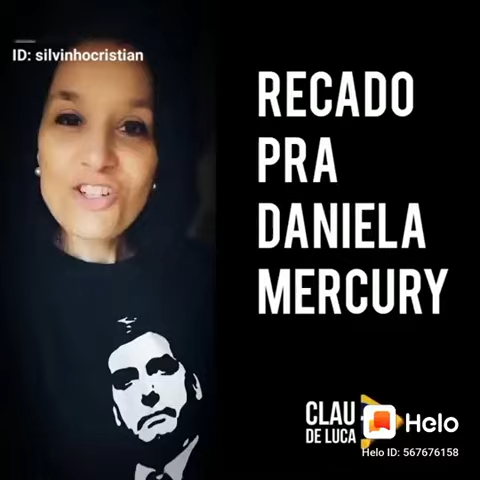 ID: silvinhocristian
RECADO
PRA
DANIELA
MERCURY
CLAU
DE LUCA
Helo
Helo ID: 567676158